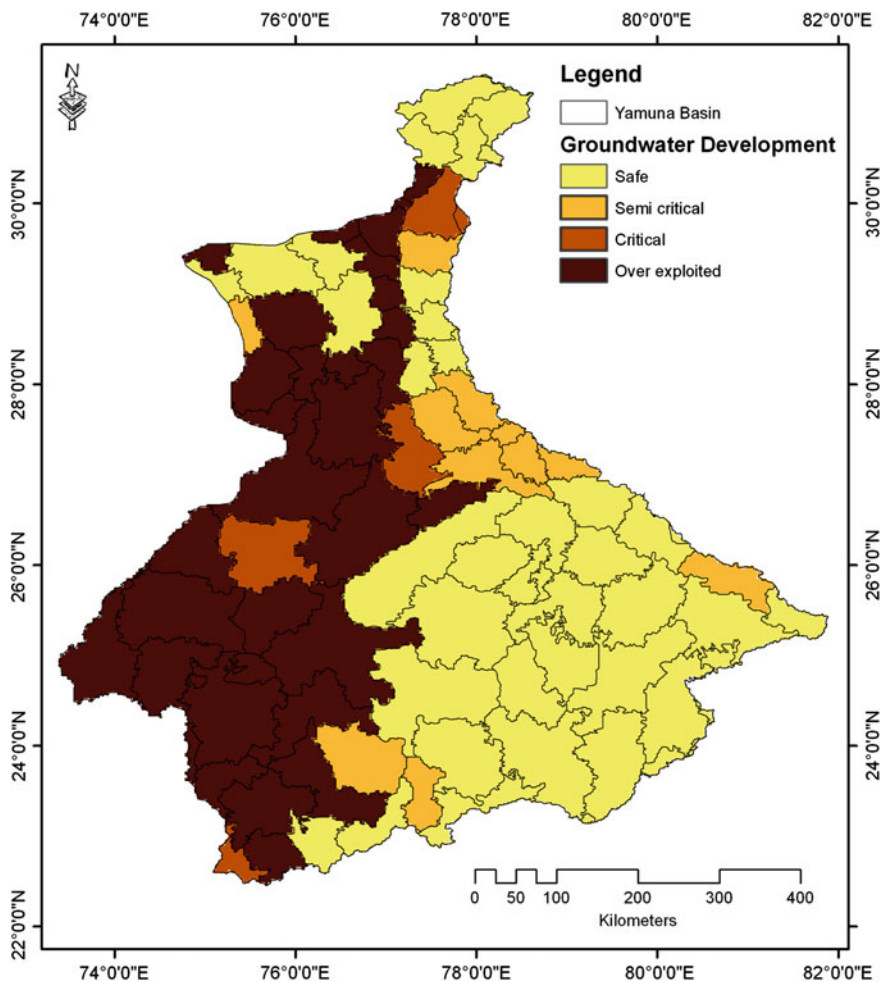 74°0'0"E 76°0'0"E 78°0'0"E 80°0'0"E 82°0'0"E
N
Legend
Yamuna Basin
Groundwater Development
Safe
Semi critical
Critical
Over exploited
30°0'0"N 30°0'0"N
28°0'0"N 28°0'0"N
26°0'0"N 26°0'0"N
24°0'0"N 24°0'0"N
22°0'0"N 22°0'0"N
0 50 100 200 300 400
Kilometers
74°0'0"E 76°0'0"E 78°0'0"E 80°0'0"E 82°0'0"E